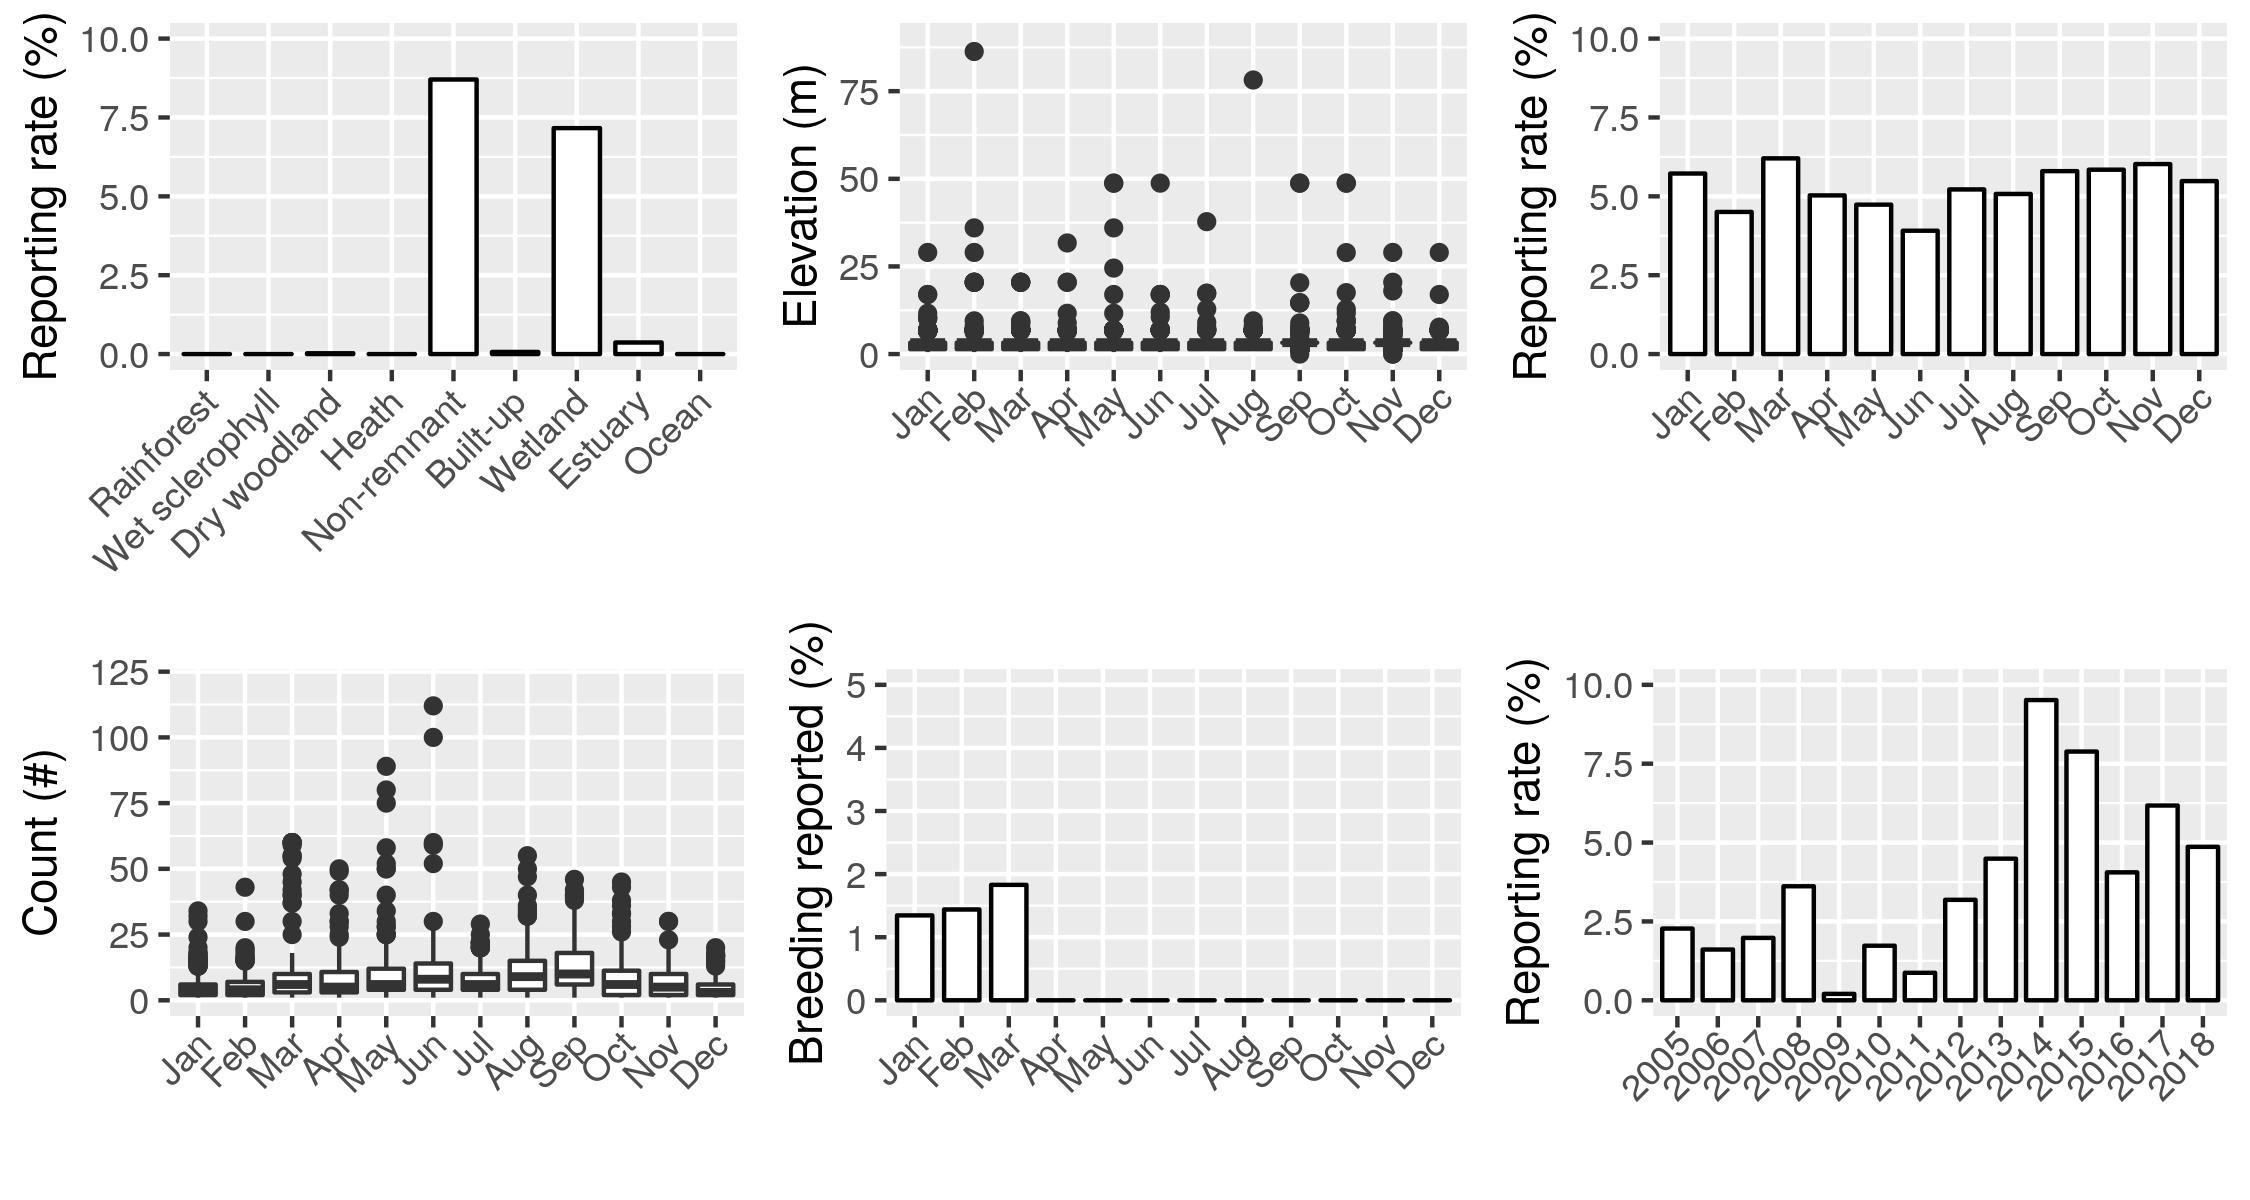 Reporting rate (%)
10.0
7.5
5.0
2.5
0.0
Rainforest
Wet sclerophyll
Dry woodland
Heath
Non-remnant
Built-up
Wetland
Estuary
Ocean
Elevation (m)
75
50
25
0
Jan
Feb
Mar
Apr
May
Jun
Jul
Aug
Sep
Oct
Nov
Dec
Reporting rate (%)
10.0
7.5
5.0
2.5
0.0
Jan
Feb
Mar
Apr
May
Jun
Jul
Aug
Sep
Oct
Nov
Dec
Count (#)
125
100
75
50
25
0
Jan
Feb
Mar
Apr
May
Jun
Jul
Aug
Sep
Oct
Nov
Dec
Breeding reported (%)
5
4
3
2
1
0
Jan
Feb
Mar
Apr
May
Jun
Jul
Aug
Sep
Oct
Nov
Dec
Reporting rate (%)
10.0
7.5
5.0
2.5
0.0
2005
2006
2007
2008
2009
2010
2011
2012
2013
2014
2015
2016
2017
2018